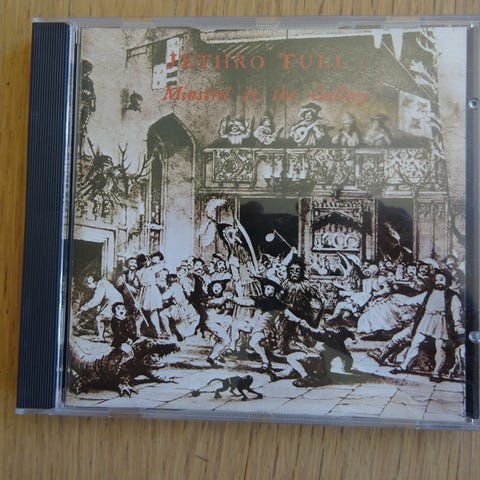 JETHRO TULL
Minstrel in the Gallery